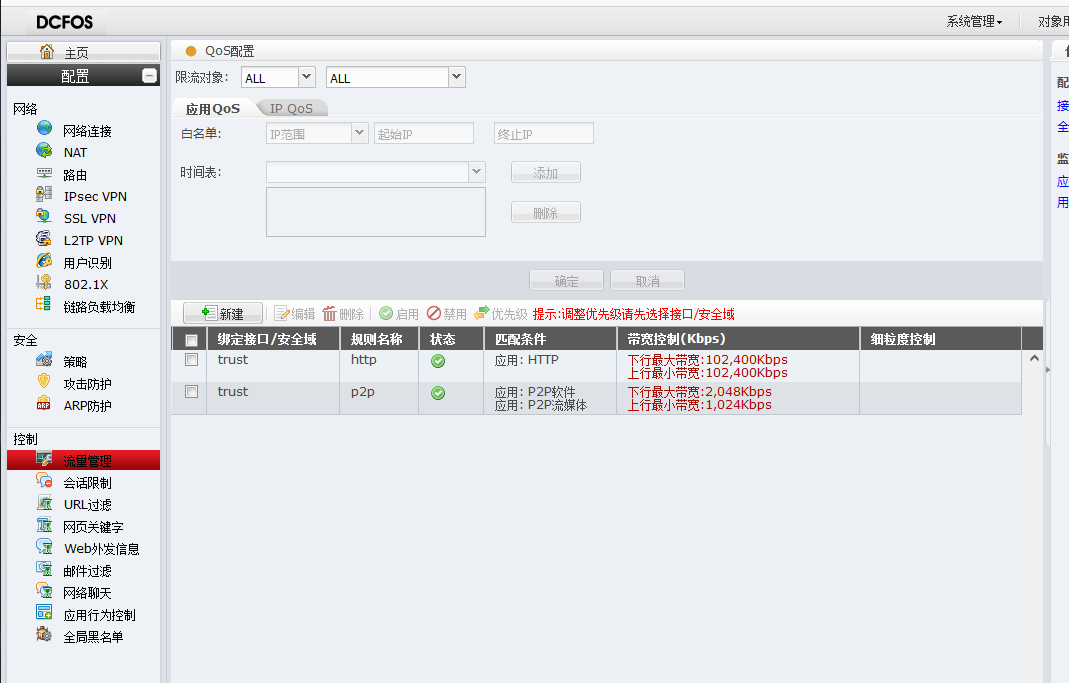 DCFOS
系统管理
对象用
主页
配置
网络
网络连接
NAT
路由
IPsec VPN
SSL VPN
L2TP VPN
用户识别
802.1X
链路负载均衡
安全
策略
攻击防护
ARP防护
控制
流量管理
会话限制
URL过滤
网页关键字
Web外发信息
邮件过滤
网络聊天
应用行为控制
全局黑名单
QoS配置
限流对象: ALL ALL
应用QoS IP QoS
白名单: IP范围 起始IP 终止IP
时间表: 添加
删除
确定 取消
新建 编辑 删除 启用 禁用 优先级 提示:调整优先级请先选择接口/安全域
绑定接口/安全域 规则名称 状态 匹配条件 带宽控制(Kbps) 细粒度控制
trust http 应用: HTTP 下行最大带宽:102,400Kbps
上行最小带宽:102,400Kbps
trust p2p 应用: P2P软件 下行最大带宽:2,048Kbps
应用: P2P流媒体 上行最小带宽:1,024Kbps
配
接
全
监
应
用